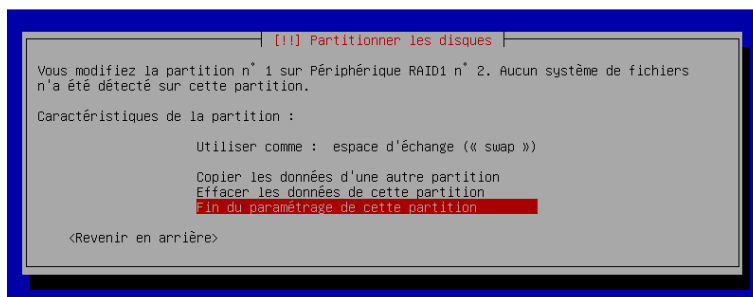 [!!] Partitionner les disques
Vous modifiez la partition n° 1 sur Périphérique RAID1 n° 2. Aucun système de fichiers
n'a été détecté sur cette partition.
Caractéristiques de la partition :
Utiliser comme : espace d'échange (« swap »)
Copier les données d'une autre partition
Effacer les données de cette partition
Fin du paramétrage de cette partition
<Revenir en arrière>